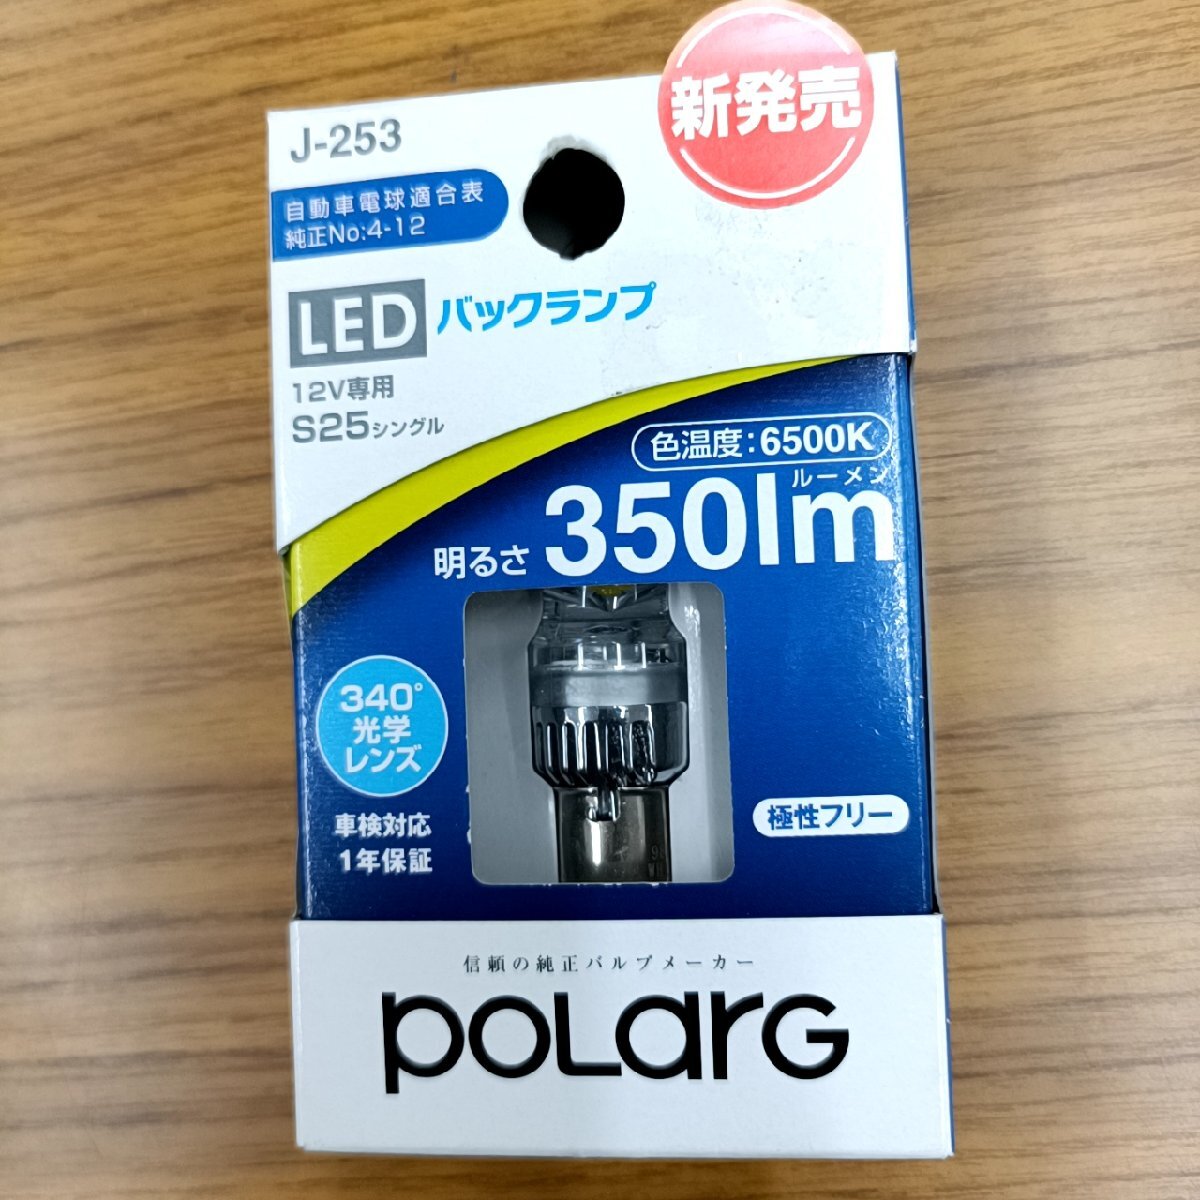 新発売
J-253
自動車電球適合表
純正No:4-12
LED バックランプ
12V専用
S25シングル
色温度：6500K
ルーメン
明るさ 350lm
340°
光学
レンズ
車検対応
1年保証
極性フリー
信頼の純正バルブメーカー
POLARG